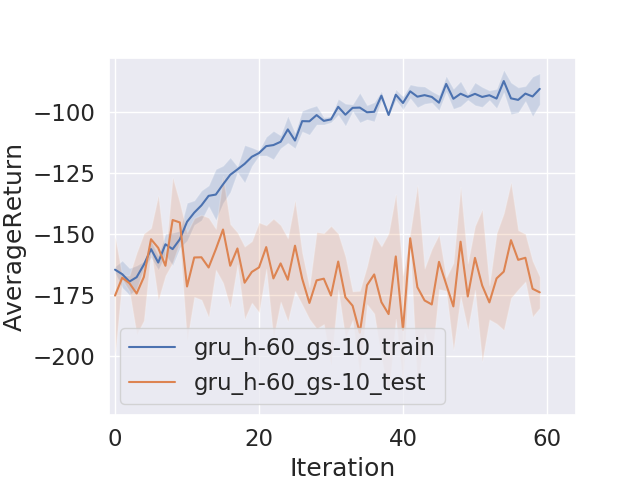 −100
−125
−150
−175
−200
AverageReturn
gru_h-60_gs-10_train
gru_h-60_gs-10_test
0 20 40 60
Iteration